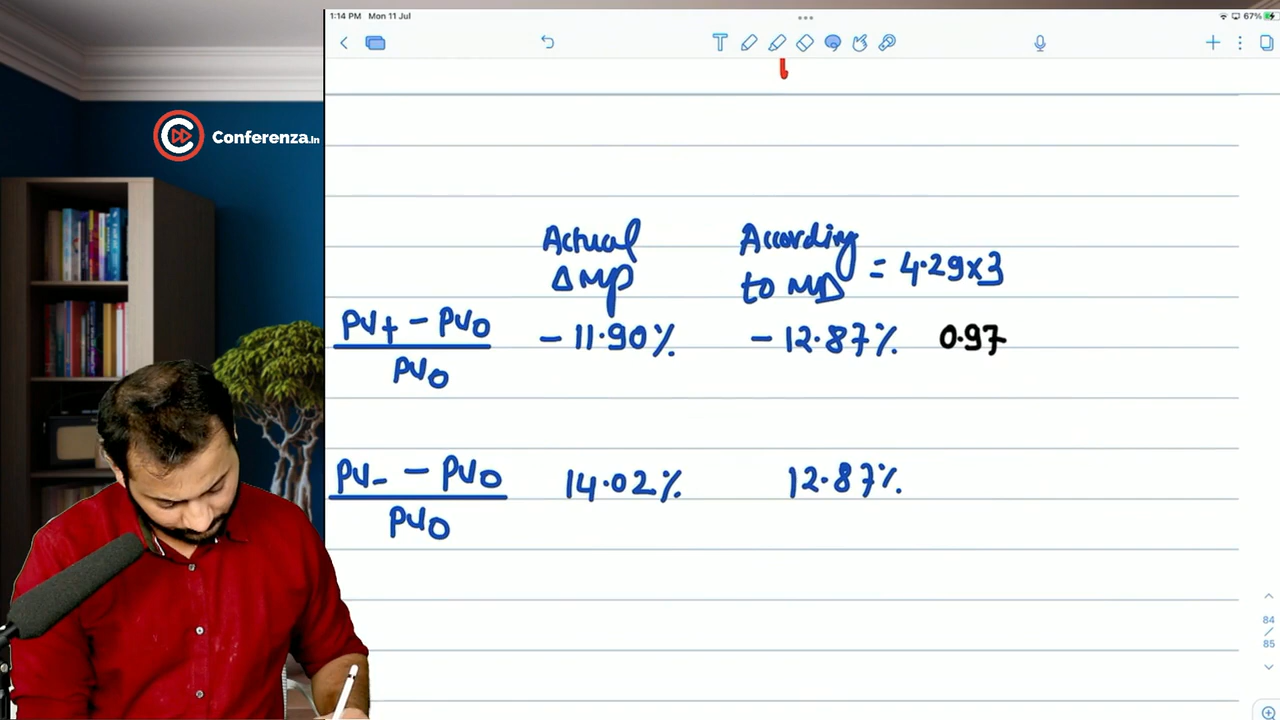 1:14 PM Mon 11 Jul
67%
Conferenza.in
Actual
ΔMP
According
to MD = 4.29x3
PV+ - PV0
PV0
- 11.90%
- 12.87%
0.97
PV- - PV0
PV0
14.02%
12.87%
84
/
85